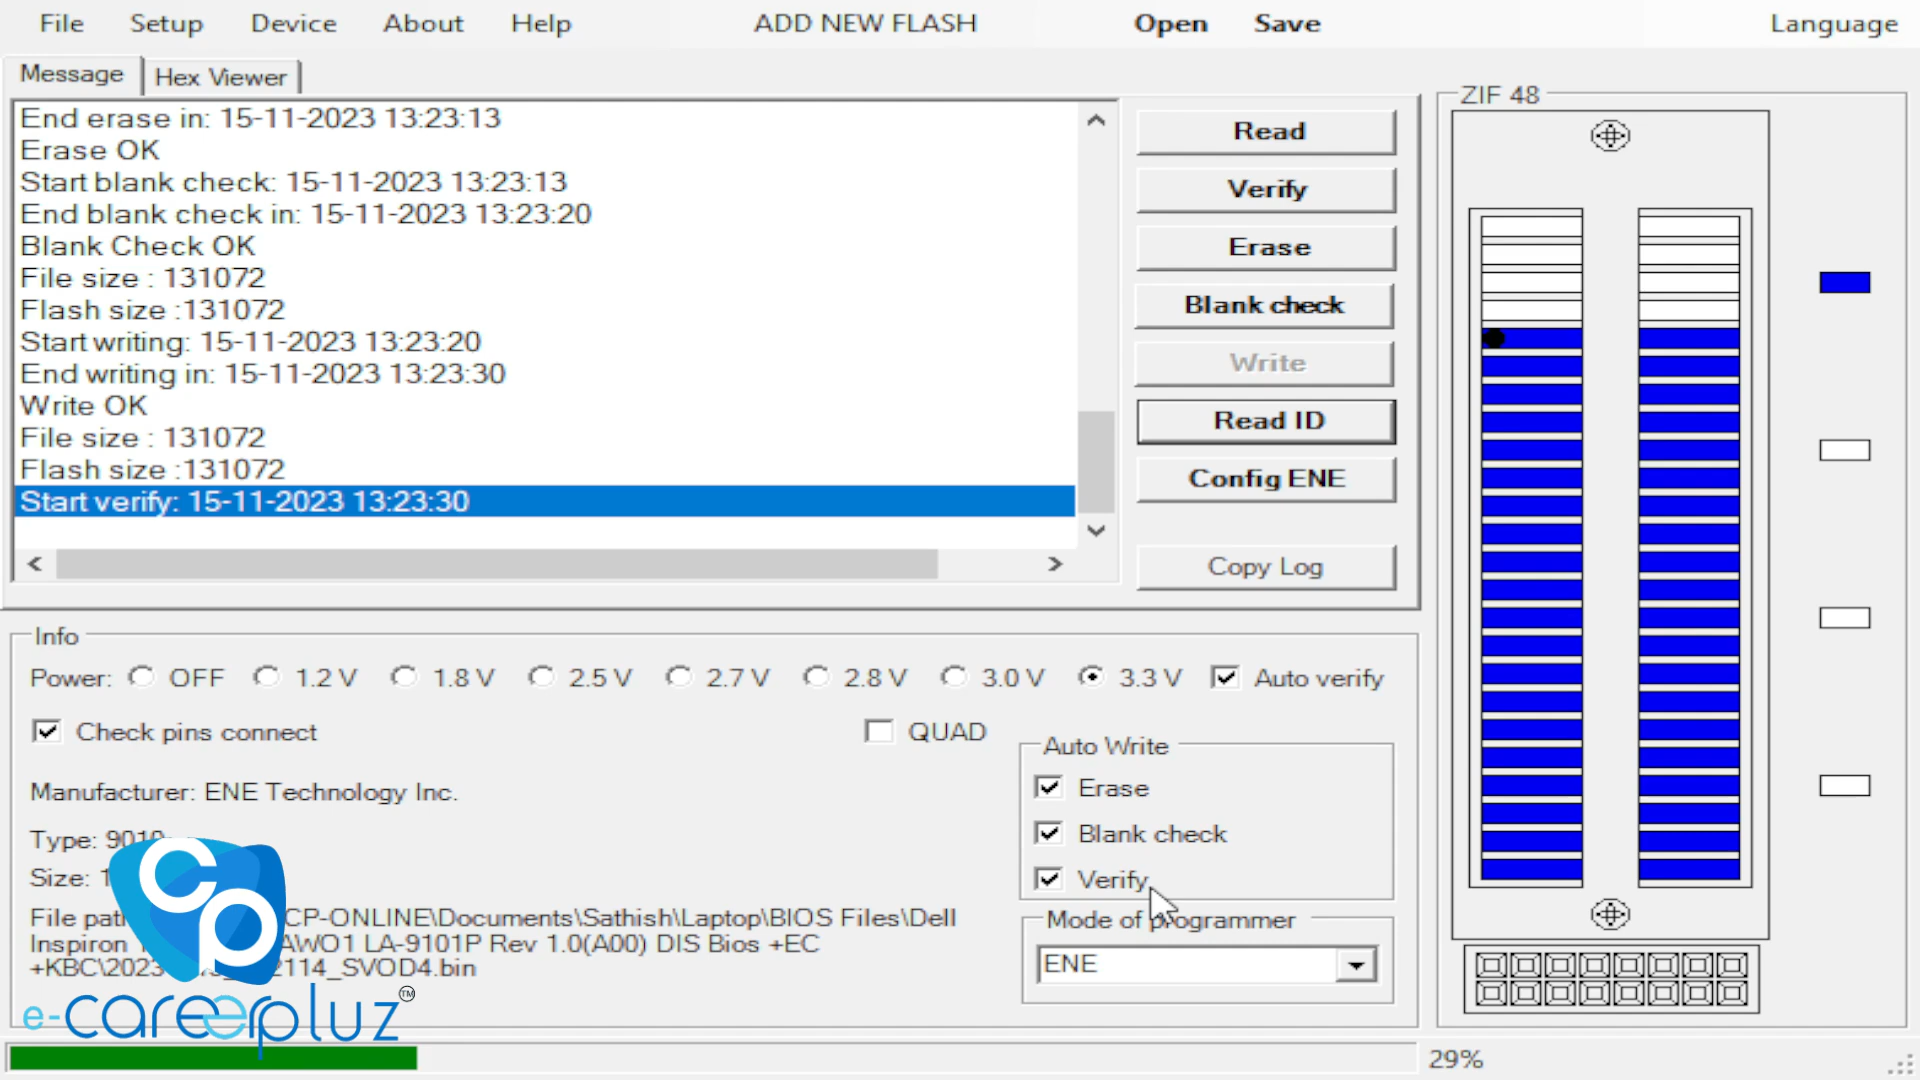 File Setup Device About Help ADD NEW FLASH Open Save Language
Message Hex Viewer
End erase in: 15-11-2023 13:23:13
Erase OK
Start blank check: 15-11-2023 13:23:13
End blank check in: 15-11-2023 13:23:20
Blank Check OK
File size : 131072
Flash size :131072
Start writing: 15-11-2023 13:23:20
End writing in: 15-11-2023 13:23:30
Write OK
File size : 131072
Flash size :131072
Start verify: 15-11-2023 13:23:30
Read
Verify
Erase
Blank check
Write
Read ID
Config ENE
Copy Log
ZIF 48
Info
Power: OFF 1.2 V 1.8 V 2.5 V 2.7 V 2.8 V 3.0 V 3.3 V Auto verify
Check pins connect QUAD
Auto Write
Erase
Blank check
Verify
Mode of programmer
ENE
Manufacturer: ENE Technology Inc.
Type:
Size:
File CP-ONLINE\Documents\Sathish\Laptop\BIOS Files\Dell
Inspiron LA-9101P Rev 1.0(A00) DIS Bios +EC
2114_SVOD4.bin
cp
e-careerpluz™
29%